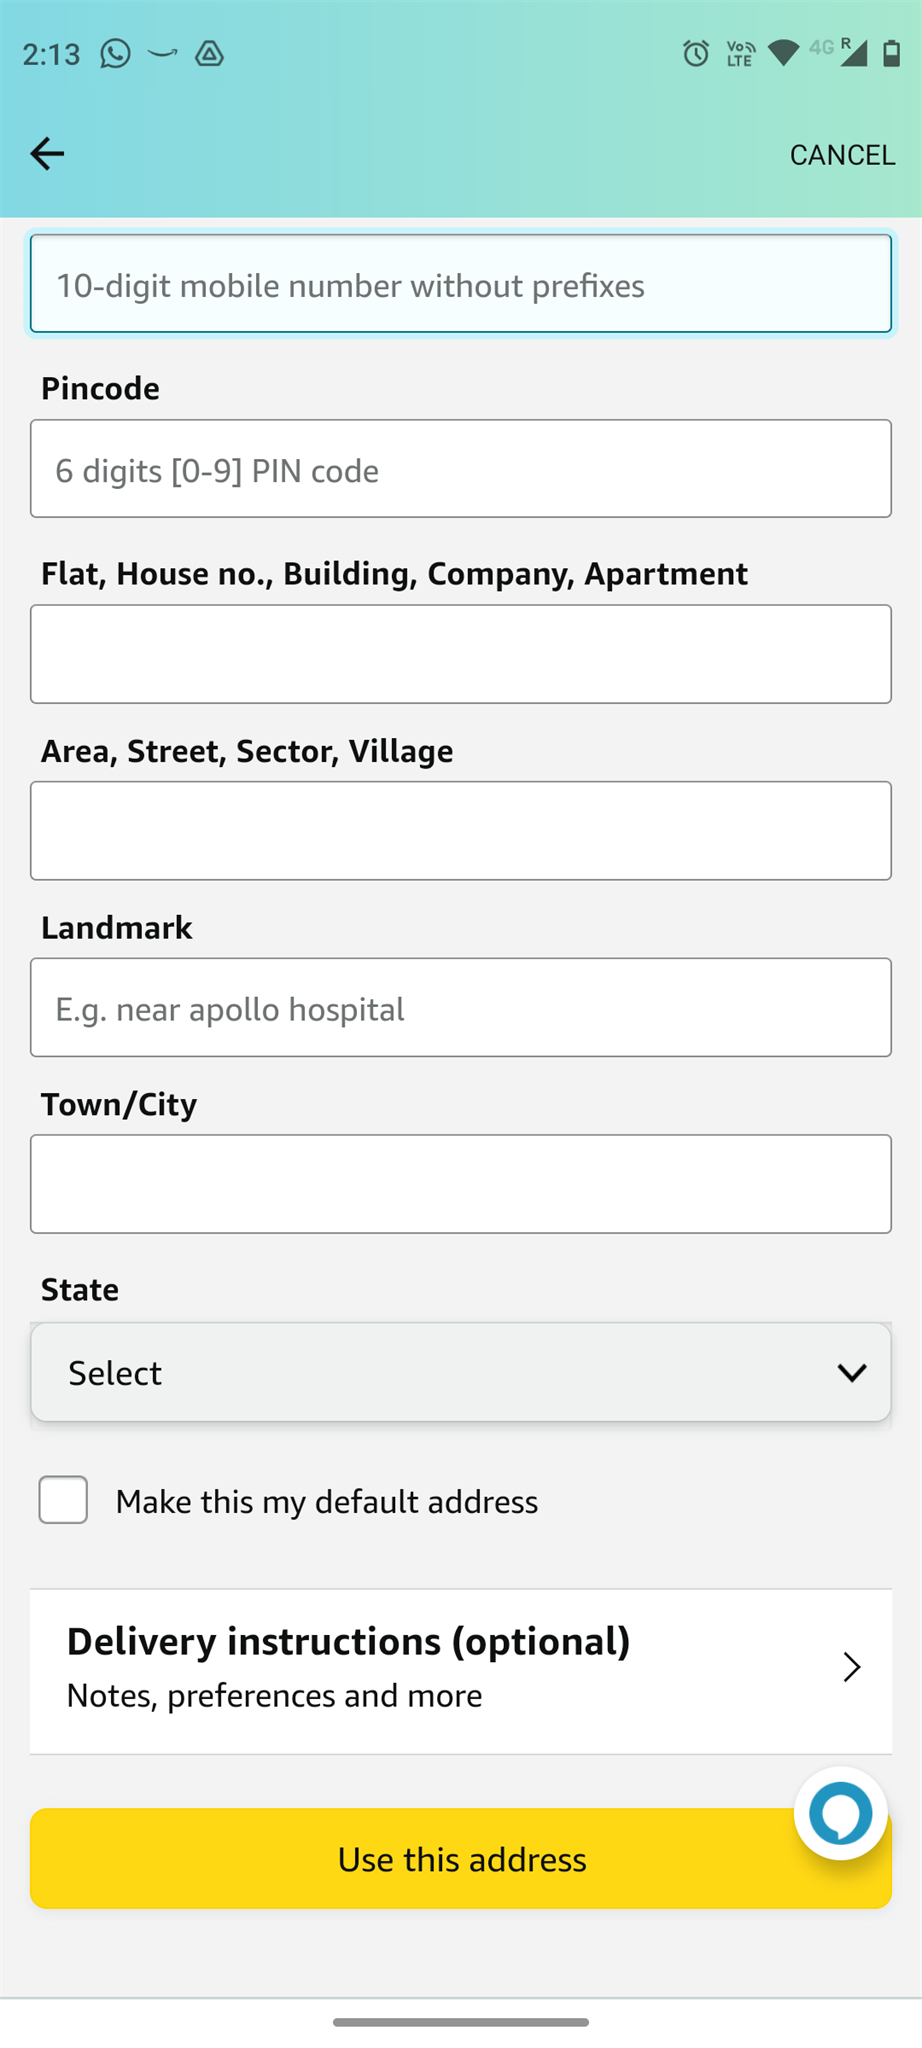 2:13
VoLTE 4G R
CANCEL
10-digit mobile number without prefixes
Pincode
6 digits [0-9] PIN code
Flat, House no., Building, Company, Apartment
Area, Street, Sector, Village
Landmark
E.g. near apollo hospital
Town/City
State
Select
Make this my default address
Delivery instructions (optional)
Notes, preferences and more
Use this address